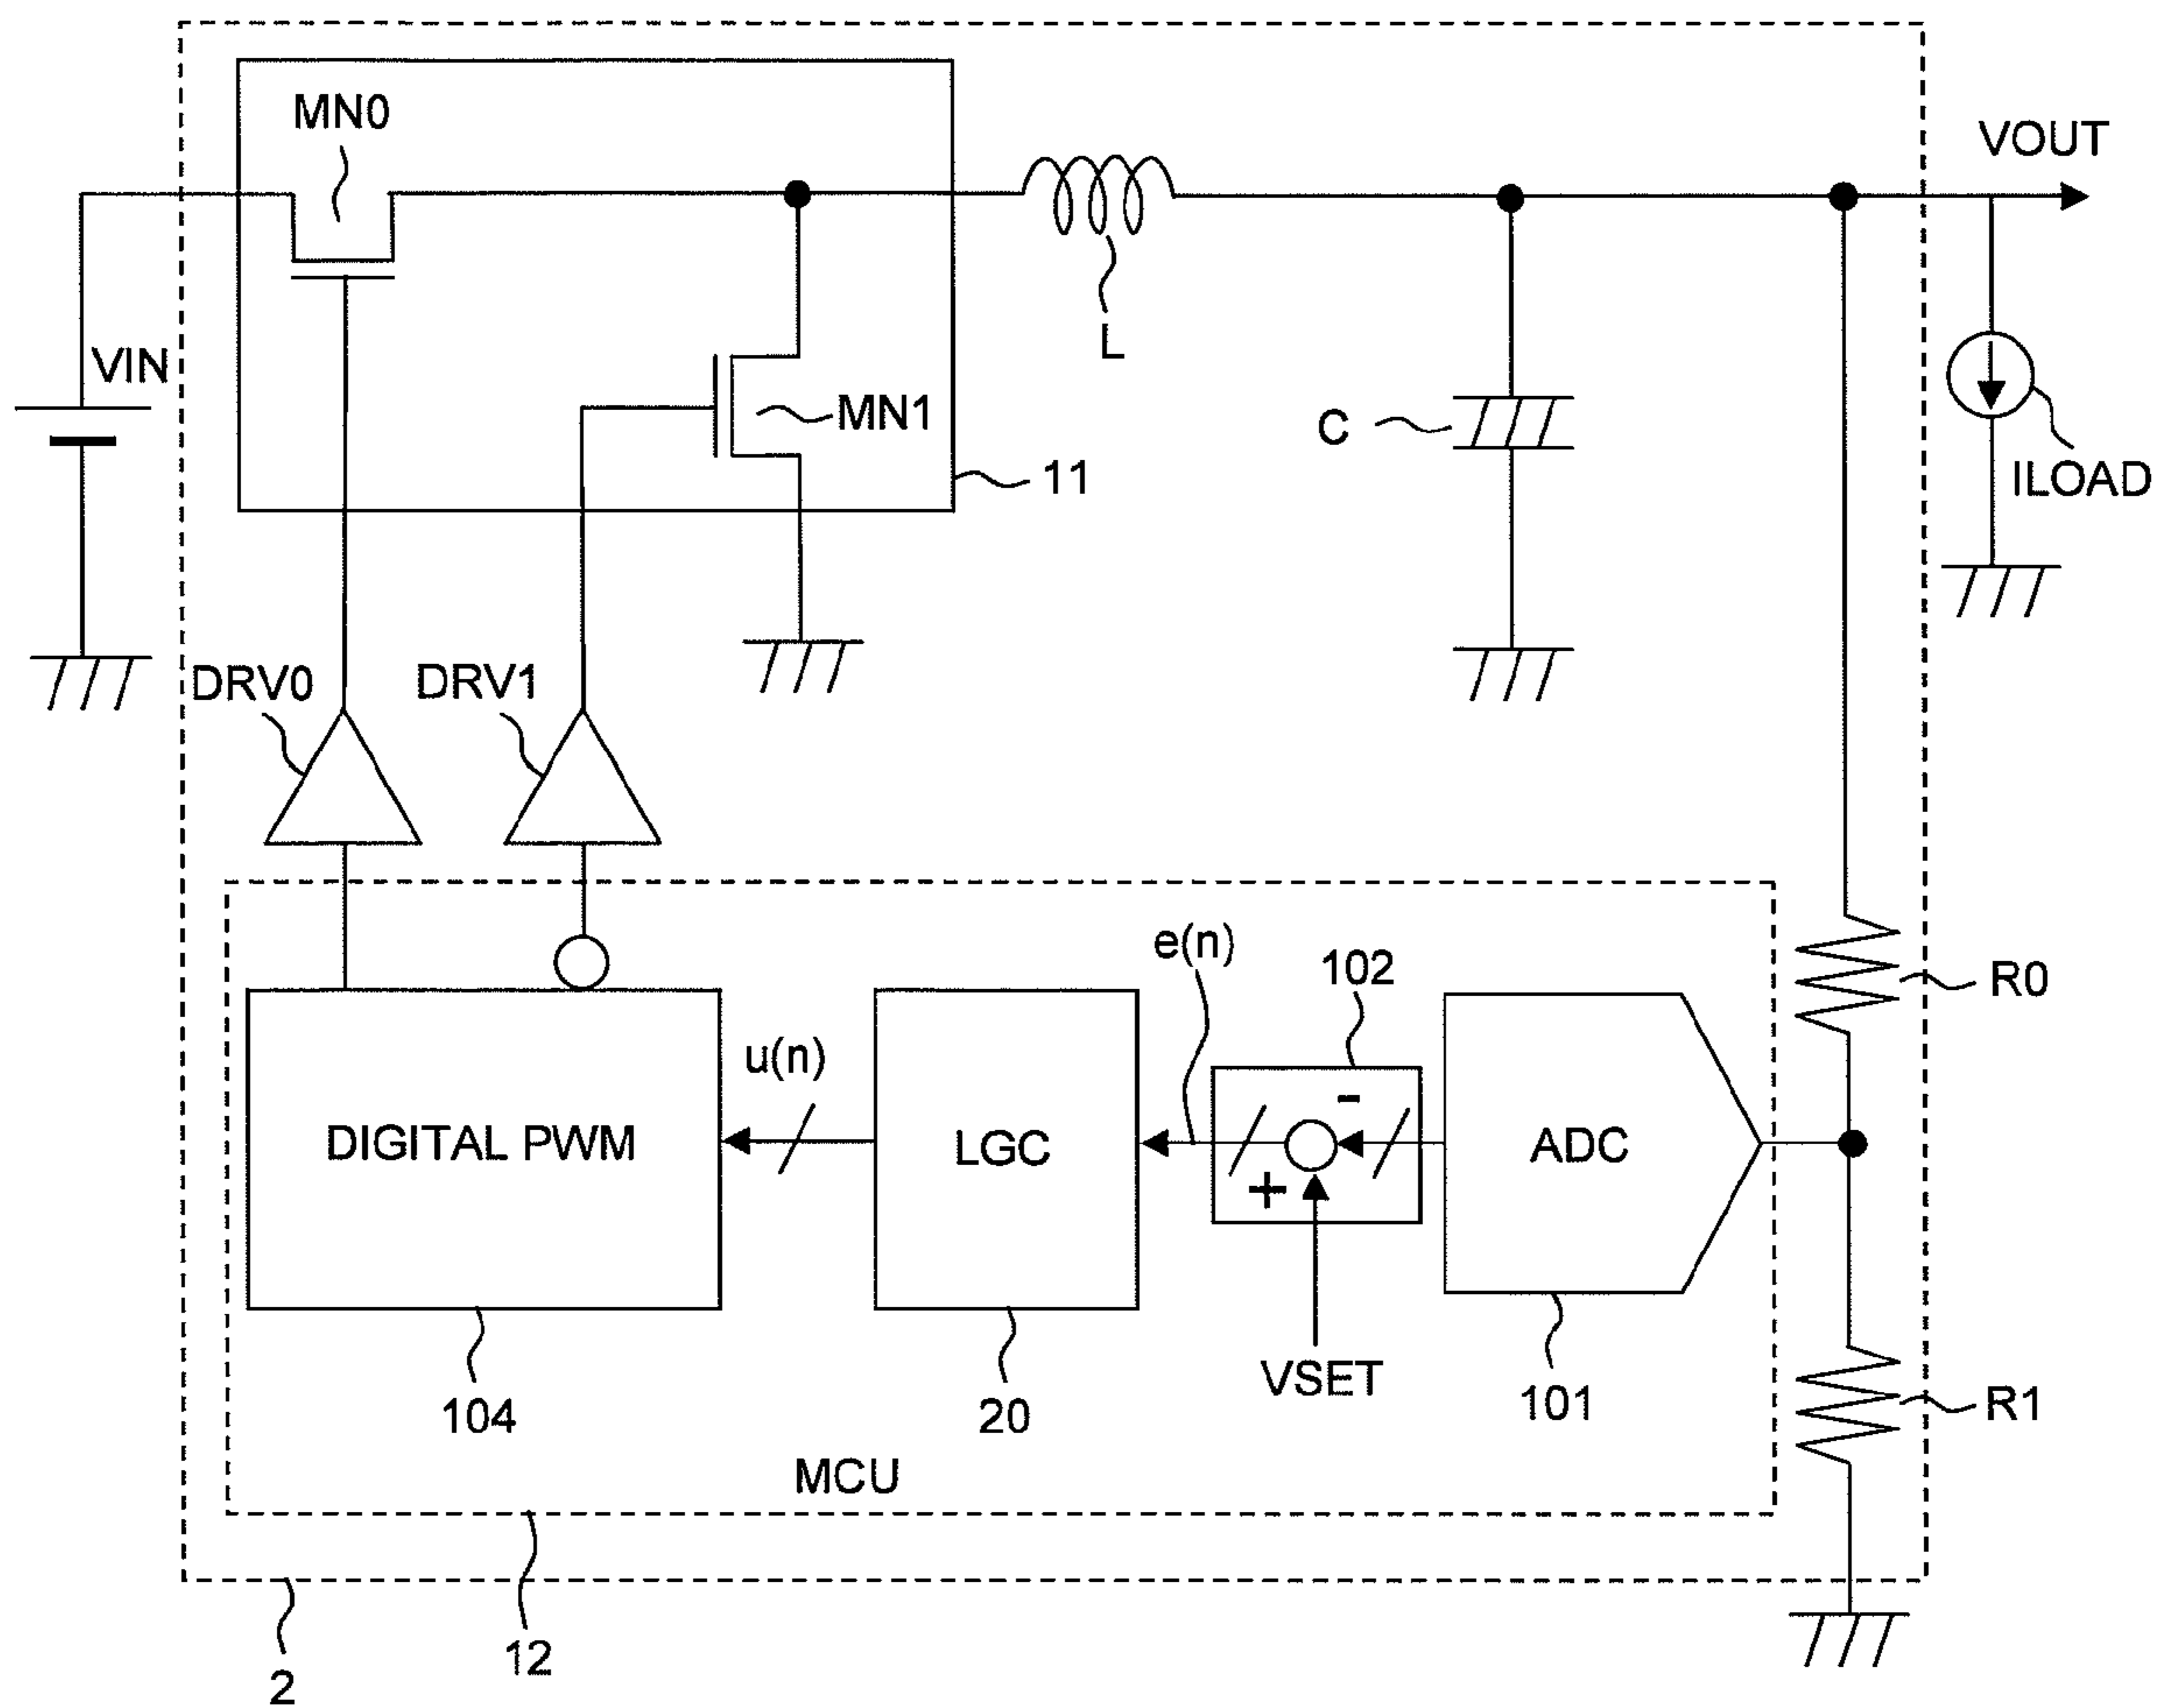 MN0
VOUT
VIN
L
MN1
C
11
ILOAD
DRV0
DRV1
e(n)
102
R0
u(n)
-
DIGITAL PWM
LGC
ADC
+
VSET
104
20
101
R1
MCU
12
2